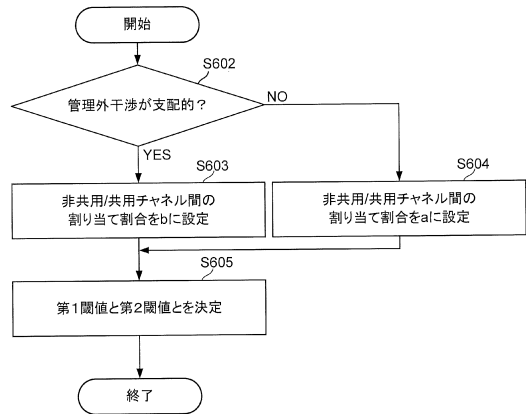 開始
S602
管理外干渉が支配的？
NO
YES
S603
非共用/共用チャネル間の
割り当て割合をbに設定
S604
非共用/共用チャネル間の
割り当て割合をaに設定
S605
第1閾値と第2閾値とを決定
終了